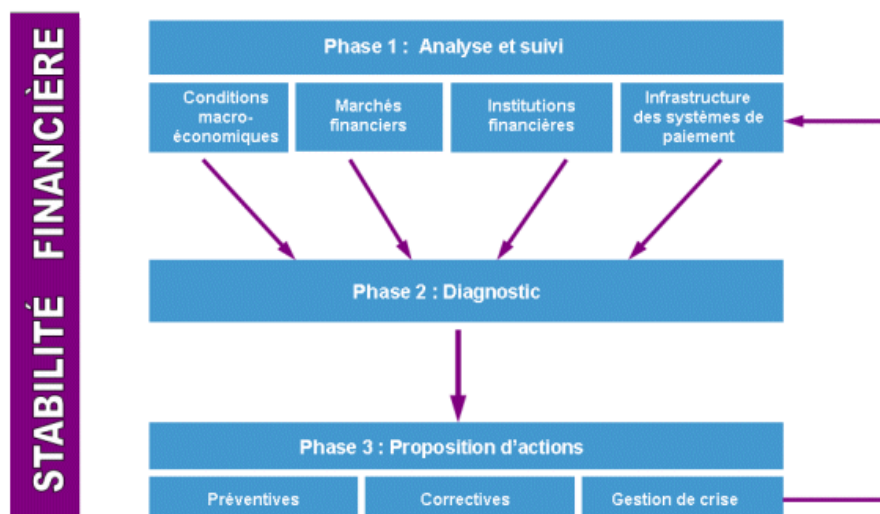 STABILITÉ FINANCIÈRE
Phase 1 : Analyse et suivi
Conditions
macro-
économiques
Marchés
financiers
Institutions
financières
Infrastructure
des systèmes de
paiement
Phase 2 : Diagnostic
Phase 3 : Proposition d'actions
Préventives
Correctives
Gestion de crise